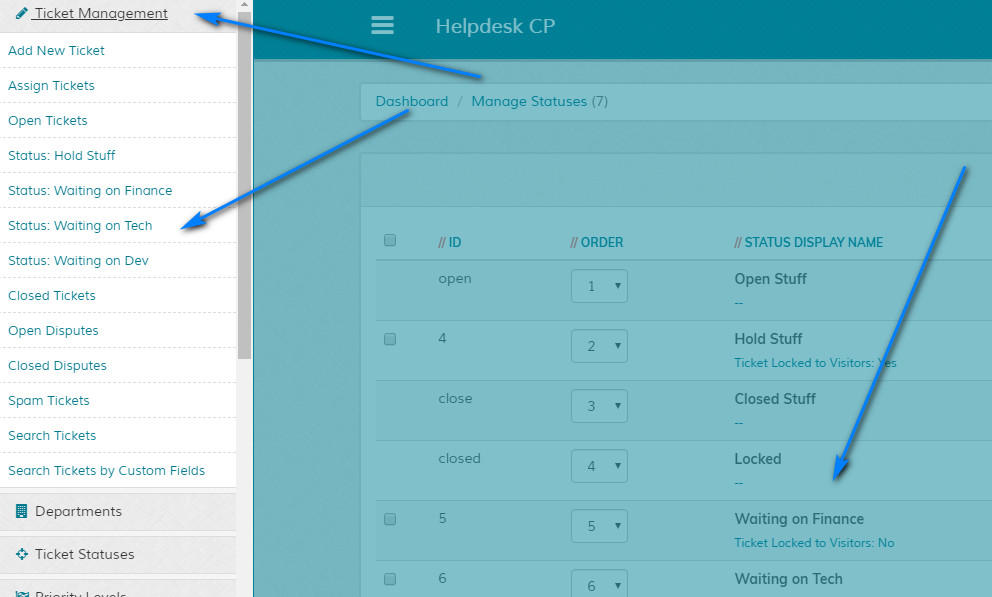 Ticket Management
Add New Ticket
Assign Tickets
Open Tickets
Status: Hold Stuff
Status: Waiting on Finance
Status: Waiting on Tech
Status: Waiting on Dev
Closed Tickets
Open Disputes
Closed Disputes
Spam Tickets
Search Tickets
Search Tickets by Custom Fields
Departments
Ticket Statuses
Priority Levels
Helpdesk CP
Dashboard / Manage Statuses (7)
// ID // ORDER // STATUS DISPLAY NAME
open 1 Open Stuff
--
4 2 Hold Stuff
Ticket Locked to Visitors: Yes
close 3 Closed Stuff
--
closed 4 Locked
--
5 5 Waiting on Finance
Ticket Locked to Visitors: No
6 6 Waiting on Tech